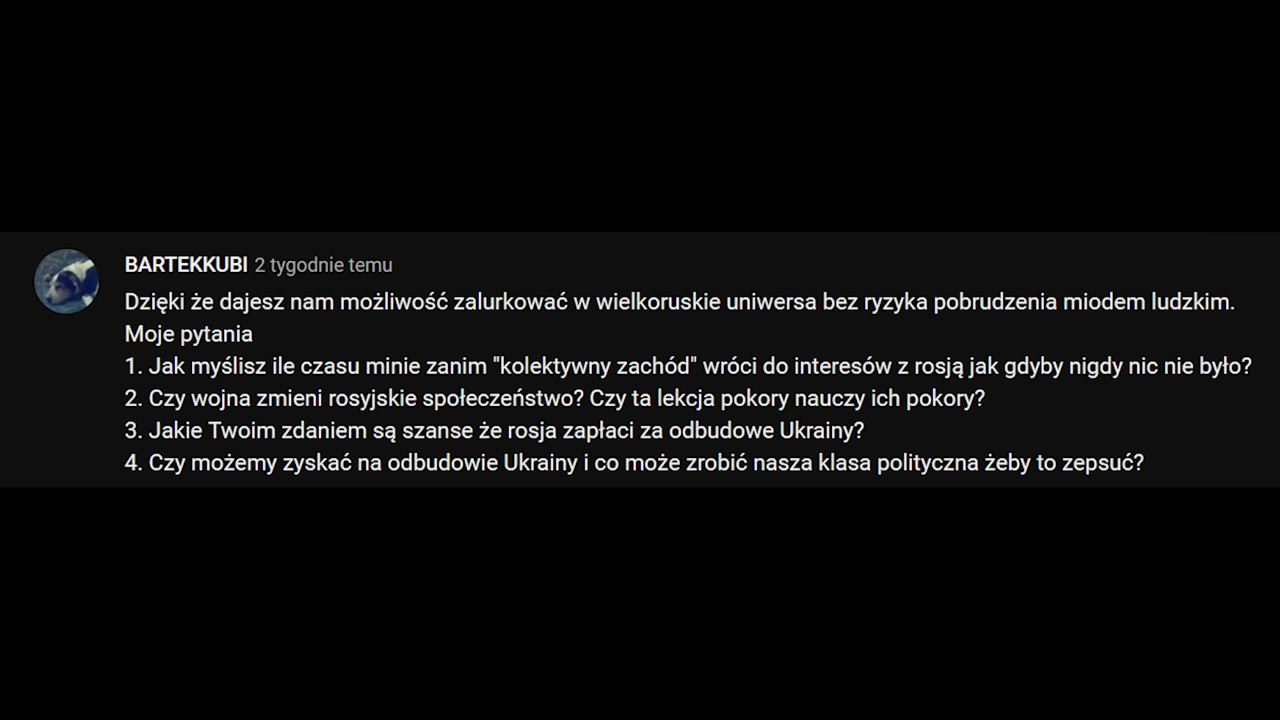 BARTEKKUBI 2 tygodnie temu
Dzięki że dajesz nam możliwość zalurkować w wielkoruskie uniwersa bez ryzyka pobrudzenia miodem ludzkim.
Moje pytania
1. Jak myślisz ile czasu minie zanim "kolektywny zachód" wróci do interesów z rosją jak gdyby nigdy nic nie było?
2. Czy wojna zmieni rosyjskie społeczeństwo? Czy ta lekcja pokory nauczy ich pokory?
3. Jakie Twoim zdaniem są szanse że rosja zapłaci za odbudowe Ukrainy?
4. Czy możemy zyskać na odbudowie Ukrainy i co może zrobić nasza klasa polityczna żeby to zepsuć?